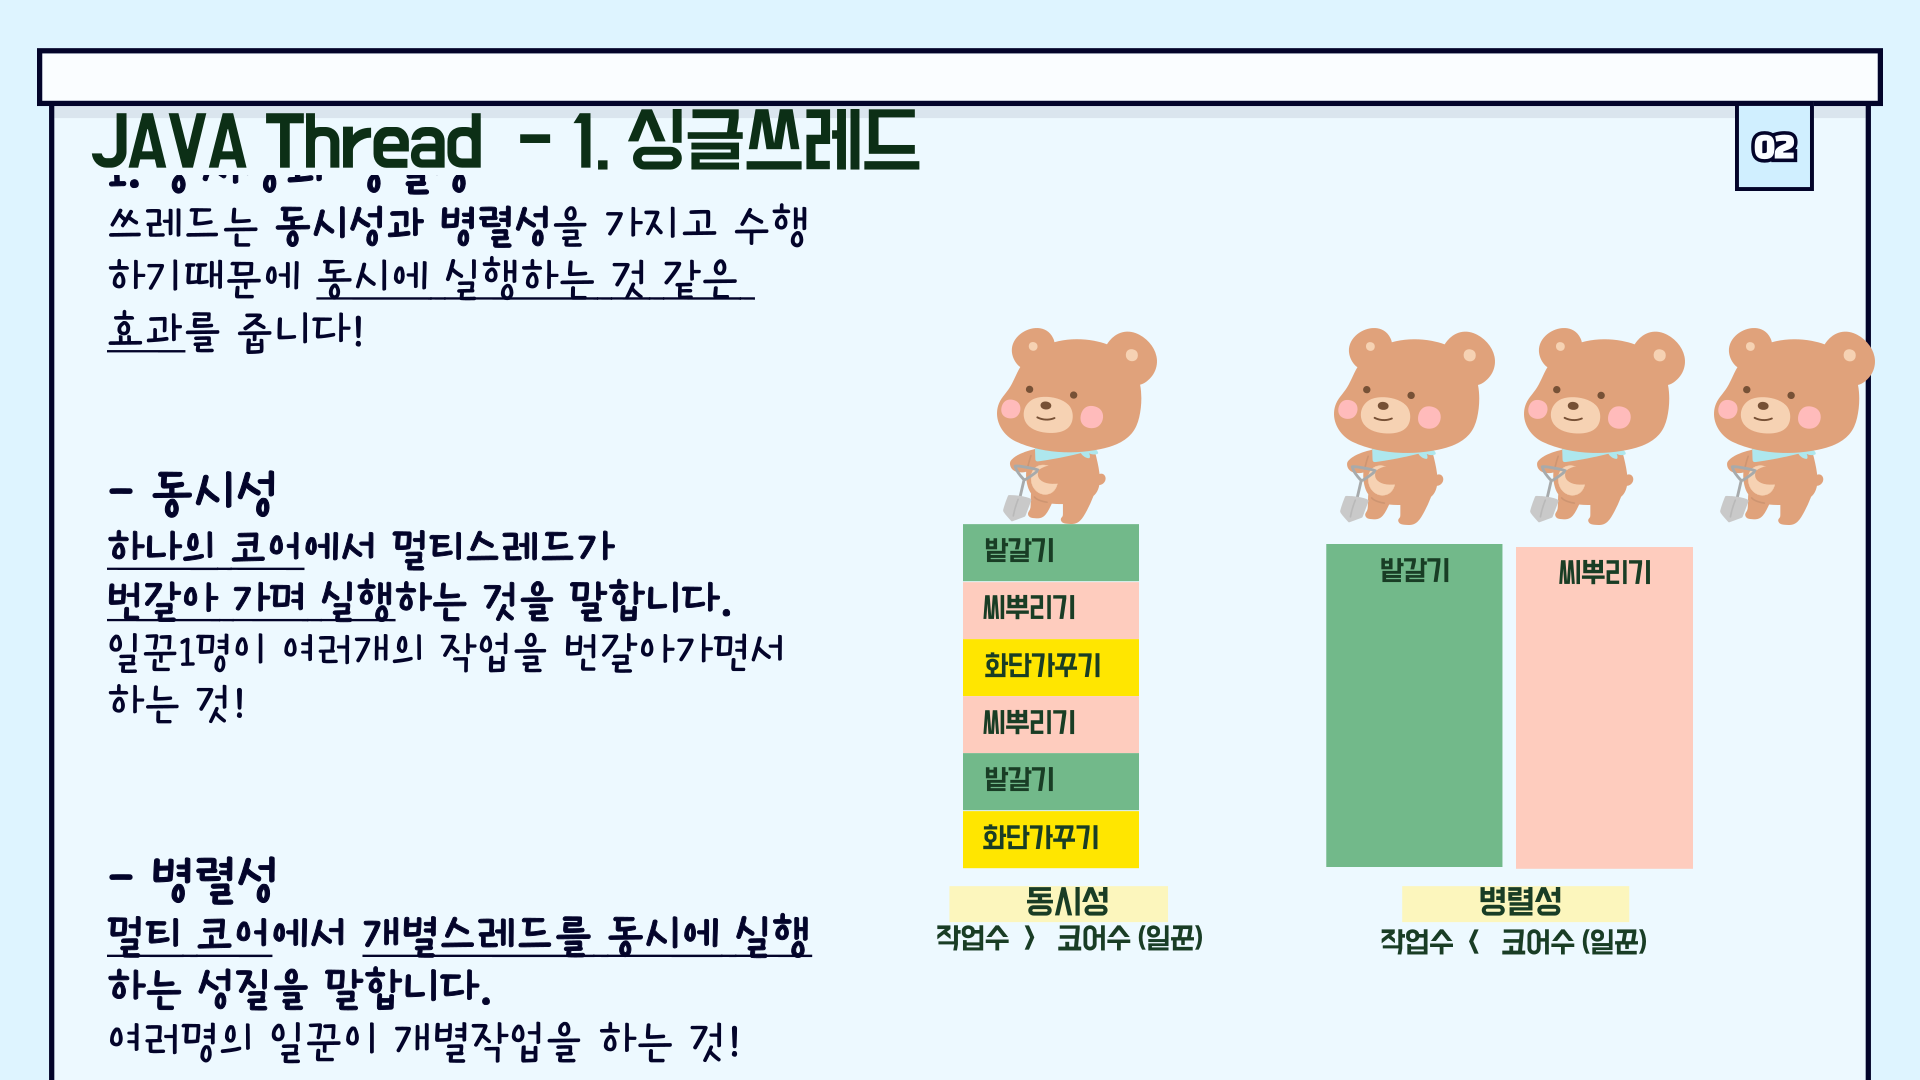 JAVA Thread - 1. 싱글쓰레드
02
쓰레드는 동시성과 병렬성을 가지고 수행
하기때문에 동시에 실행하는 것 같은
효과를 줍니다!
- 동시성
하나의 코어에서 멀티스레드가
번갈아 가며 실행하는 것을 말합니다.
일꾼1명이 여러개의 작업을 번갈아가면서
하는 것!
- 병렬성
멀티 코어에서 개별스레드를 동시에 실행
하는 성질을 말합니다.
여러명의 일꾼이 개별작업을 하는 것!
밭갈기
씨뿌리기
화단가꾸기
씨뿌리기
밭갈기
화단가꾸기
동시성
작업수 > 코어수 (일꾼)
밭갈기
씨뿌리기
병렬성
작업수 < 코어수 (일꾼)